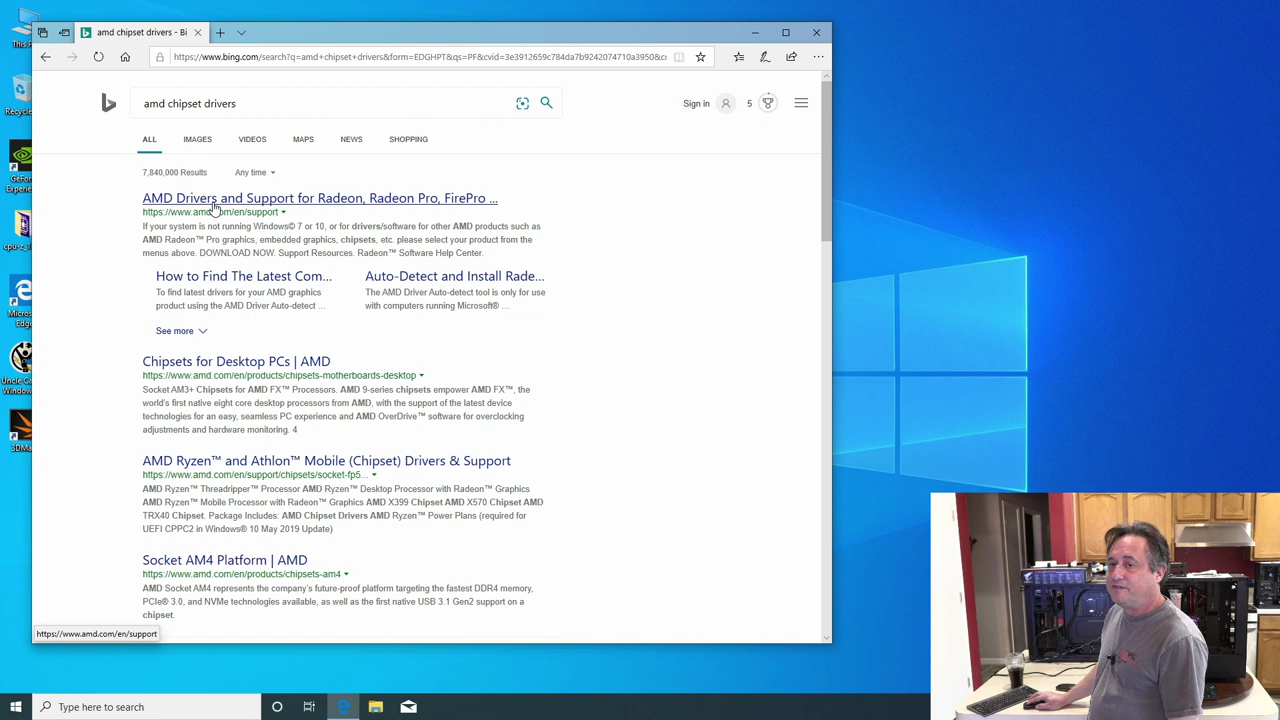 This P
Recycl
GeFor
Experie
cpu-z_
Micros
Edg
Uncle Ca
Window
3DMa
amd chipset drivers - Bi
https://www.bing.com/search?q=amd+chipset+drivers&form=EDGHPT&qs=PF&cvid=3e3912659c784da7b9242074710a3950&cc
amd chipset drivers
Sign in
5
ALL
IMAGES
VIDEOS
MAPS
NEWS
SHOPPING
7,840,000 Results
Any time
AMD Drivers and Support for Radeon, Radeon Pro, FirePro ...
https://www.amd.com/en/support
If your system is not running Windows© 7 or 10, or for drivers/software for other AMD products such as
AMD Radeon™ Pro graphics, embedded graphics, chipsets, etc. please select your product from the
menus above. DOWNLOAD NOW. Support Resources. Radeon™ Software Help Center.
How to Find The Latest Com...
To find latest drivers for your AMD graphics
product using the AMD Driver Auto-detect ...
Auto-Detect and Install Rade...
The AMD Driver Auto-detect tool is only for use
with computers running Microsoft® ...
See more
Chipsets for Desktop PCs | AMD
https://www.amd.com/en/products/chipsets-motherboards-desktop
Socket AM3+ Chipsets for AMD FX™ Processors. AMD 9-series chipsets empower AMD FX™, the
world's first native eight core desktop processors from AMD, with the support of the latest device
technologies for an easy, seamless PC experience and AMD OverDrive™ software for overclocking
adjustments and hardware monitoring. 4
AMD Ryzen™ and Athlon™ Mobile (Chipset) Drivers & Support
https://www.amd.com/en/support/chipsets/socket-fp5...
AMD Ryzen™ Threadripper™ Processor AMD Ryzen™ Desktop Processor with Radeon™ Graphics
AMD Ryzen™ Mobile Processor with Radeon™ Graphics AMD X399 Chipset AMD X570 Chipset AMD
TRX40 Chipset. Package Includes: AMD Chipset Drivers AMD Ryzen™ Power Plans (required for
UEFI CPPC2 in Windows® 10 May 2019 Update)
Socket AM4 Platform | AMD
https://www.amd.com/en/products/chipsets-am4
AMD Socket AM4 represents the company's future-proof platform targeting the fastest DDR4 memory,
PCIe® 3.0, and NVMe technologies available, as well as the first native USB 3.1 Gen2 support on a
chipset.
https://www.amd.com/en/support
Type here to search